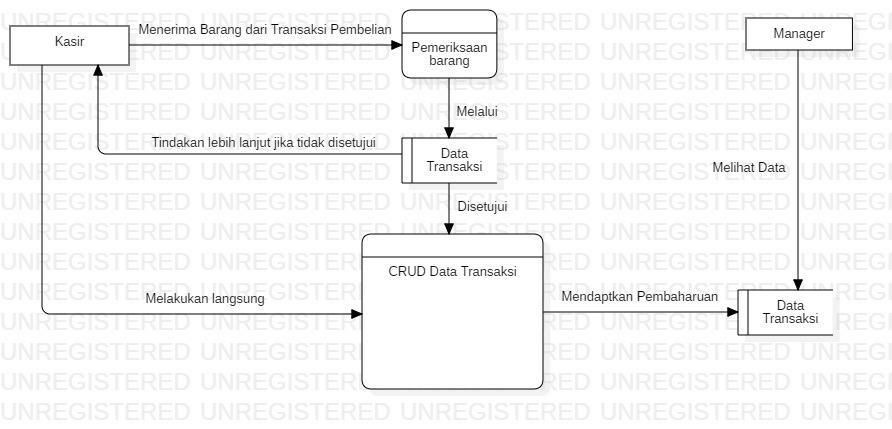 Kasir
Menerima Barang dari Transaksi Pembelian
Pemeriksaan
barang
Manager
Melalui
Tindakan lebih lanjut jika tidak disetujui
Data
Transaksi
Melihat Data
Disetujui
CRUD Data Transaksi
Melakukan langsung
Mendaptkan Pembaharuan
Data
Transaksi
UNREGISTERED